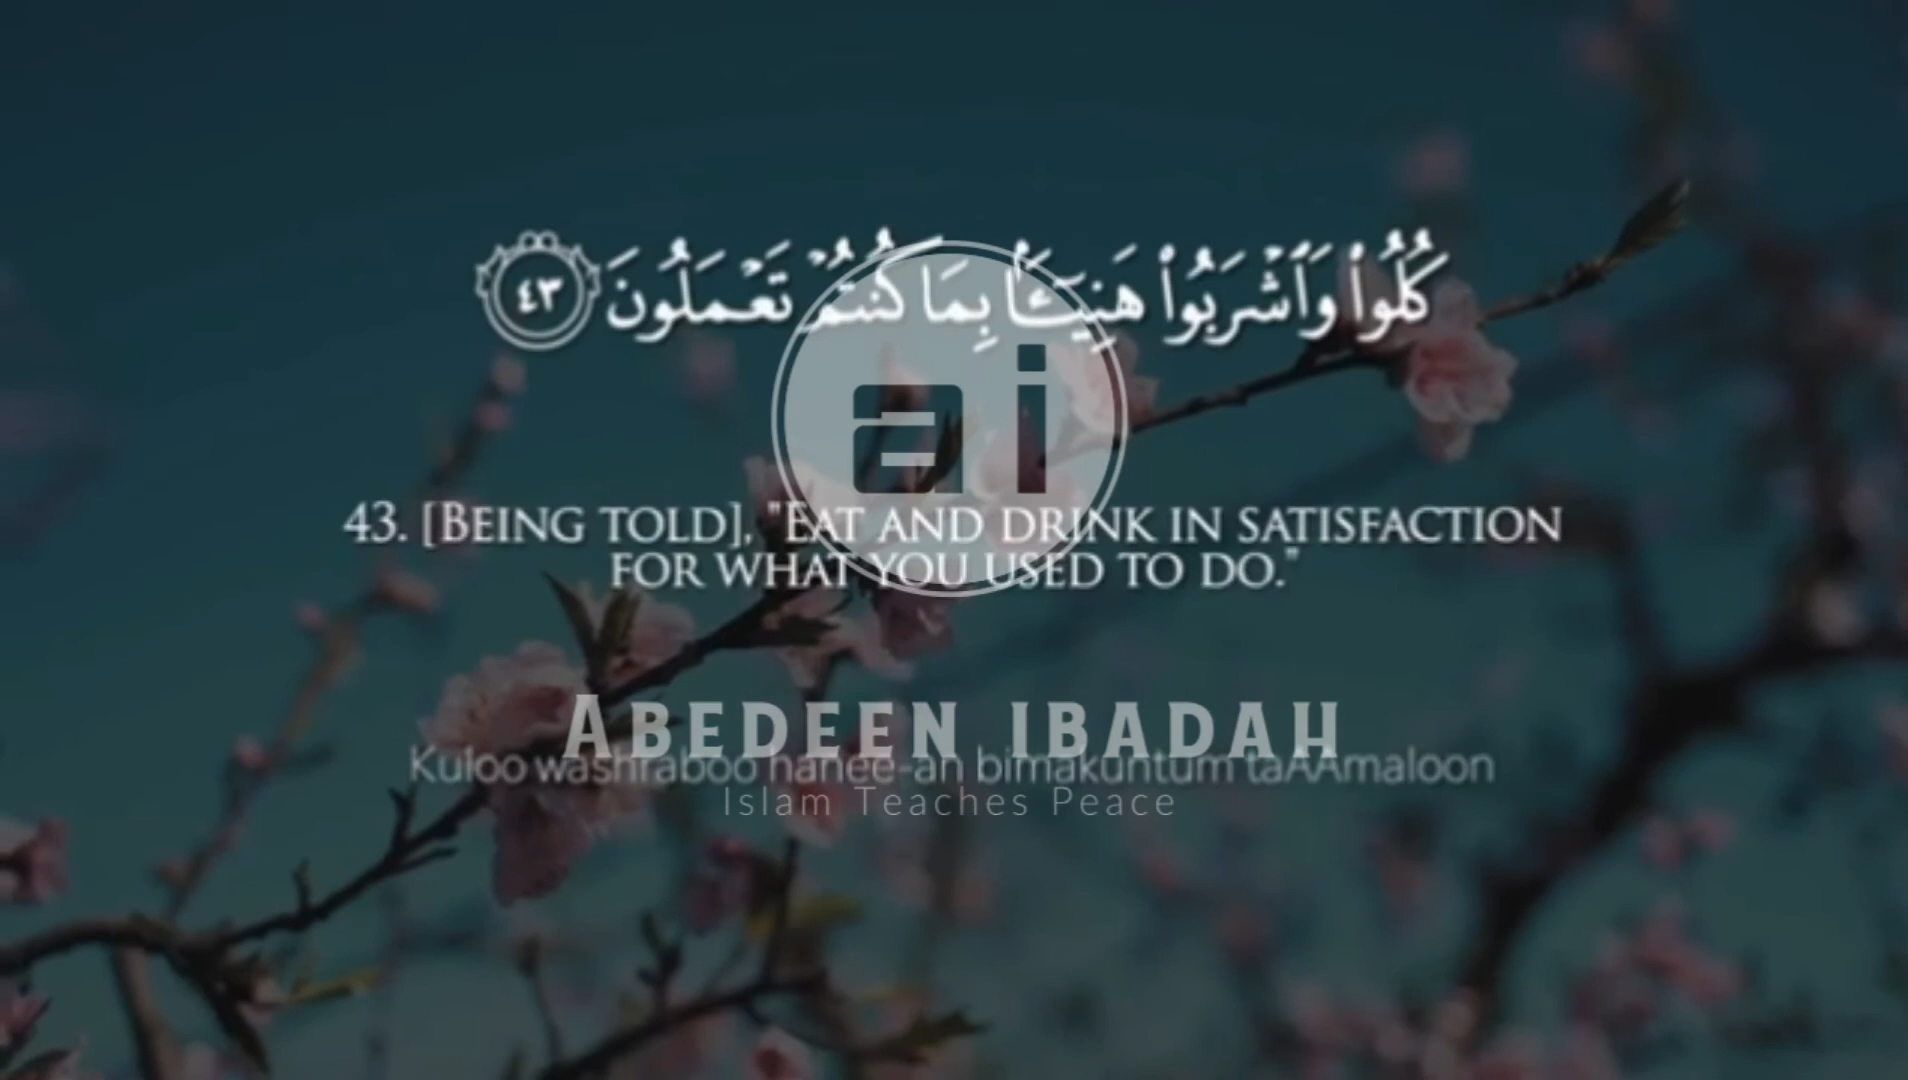 كُلُوا۟ وَٱشْرَبُوا۟ هَنِيٓـًٔۢا بِمَا كُنتُمْ تَعْمَلُونَ ٤٣
ai
43. [Being told], "Eat and drink in satisfaction
for what you used to do."
Abedeen ibadah
Kuloo washraboo hanee-an bimakuntum taAAmaloon
Islam Teaches Peace